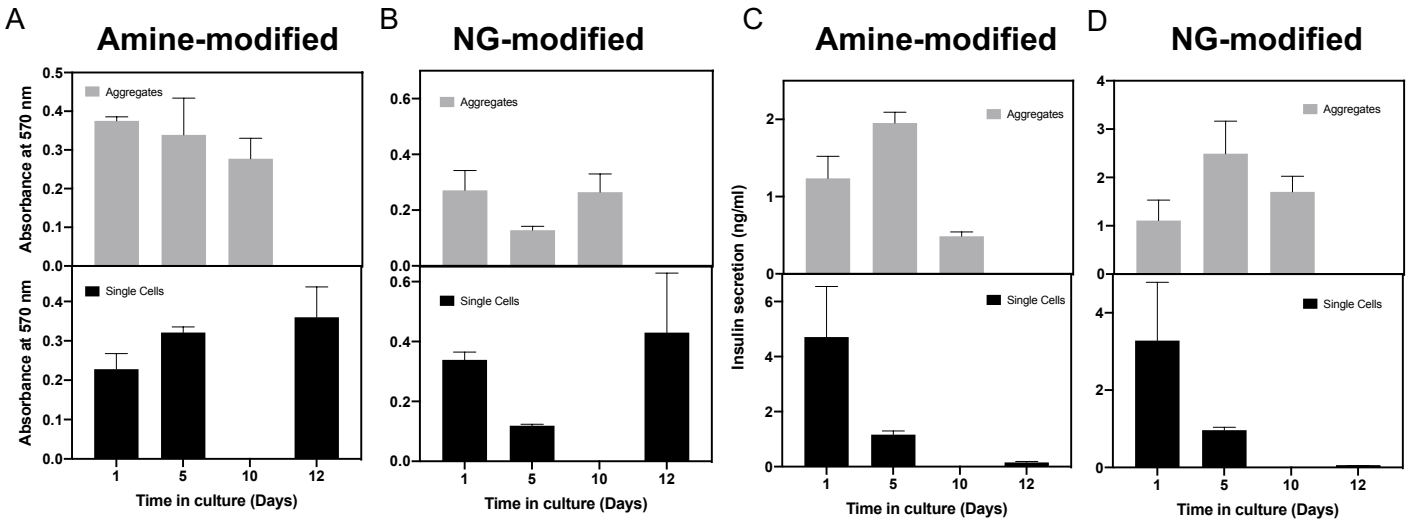 A
Amine-modified
Absorbance at 570 nm
0.5
0.4
0.3
0.2
0.1
0.0
Aggregates
Absorbance at 570 nm
0.4
0.3
0.2
0.1
0.0
Single Cells
1 5 10 12
Time in culture (Days)
B
NG-modified
0.6
0.4
0.2
0.0
Aggregates
0.6
0.4
0.2
0.0
Single Cells
1 5 10 12
Time in culture (Days)
C
Amine-modified
Insulin secretion (ng/ml)
2
1
0
Aggregates
6
4
2
0
Single Cells
1 5 10 12
Time in culture (Days)
D
NG-modified
4
3
2
1
0
Aggregates
4
2
0
Single Cells
1 5 10 12
Time in culture (Days)